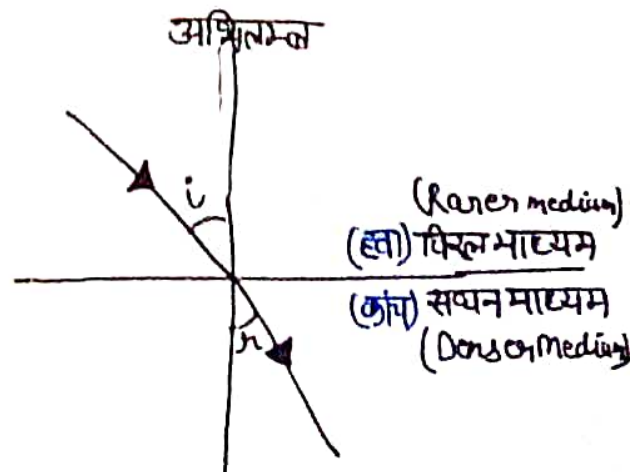 अभिलम्ब
i
(Rarer medium)
(हवा) विरल माध्यम
(कांच) सघन माध्यम
r
(Denser Medium)